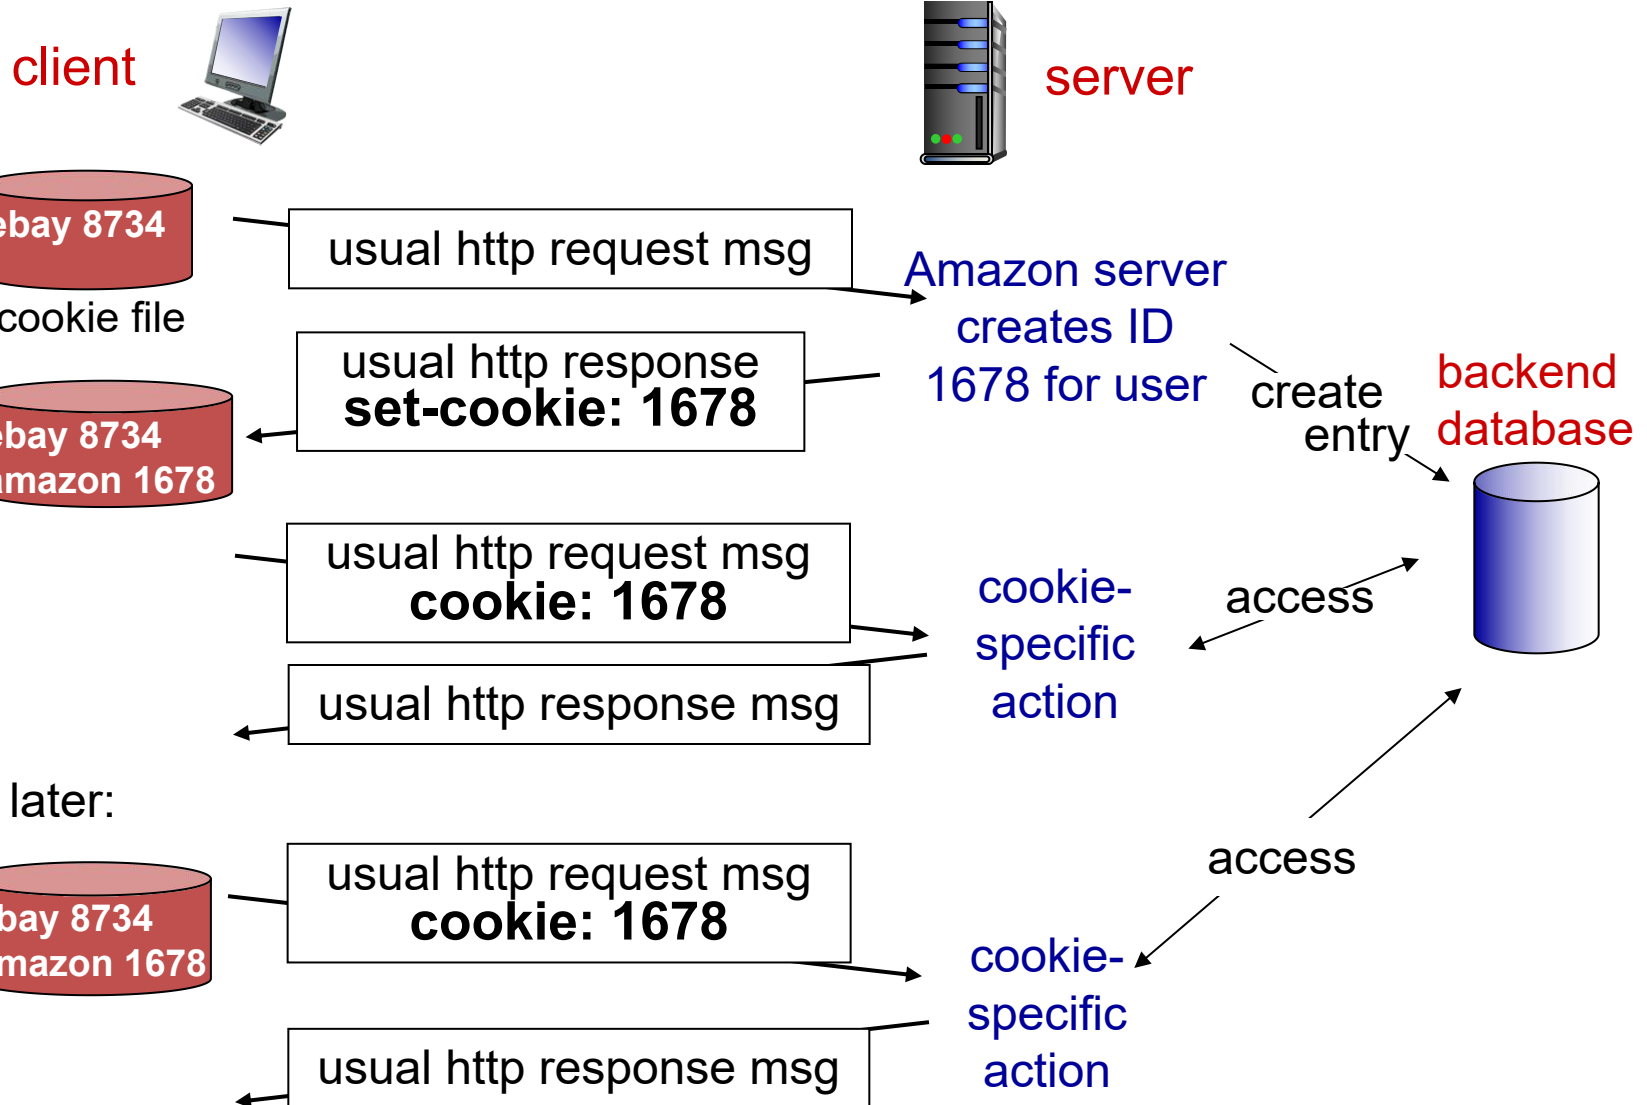 client
server
ebay 8734
usual http request msg
cookie file
Amazon server
creates ID
1678 for user
usual http response
set-cookie: 1678
create
entry
backend
database
ebay 8734
amazon 1678
usual http request msg
cookie: 1678
cookie-
specific
action
access
usual http response msg
later:
usual http request msg
cookie: 1678
access
bay 8734
mazon 1678
cookie-
specific
action
usual http response msg